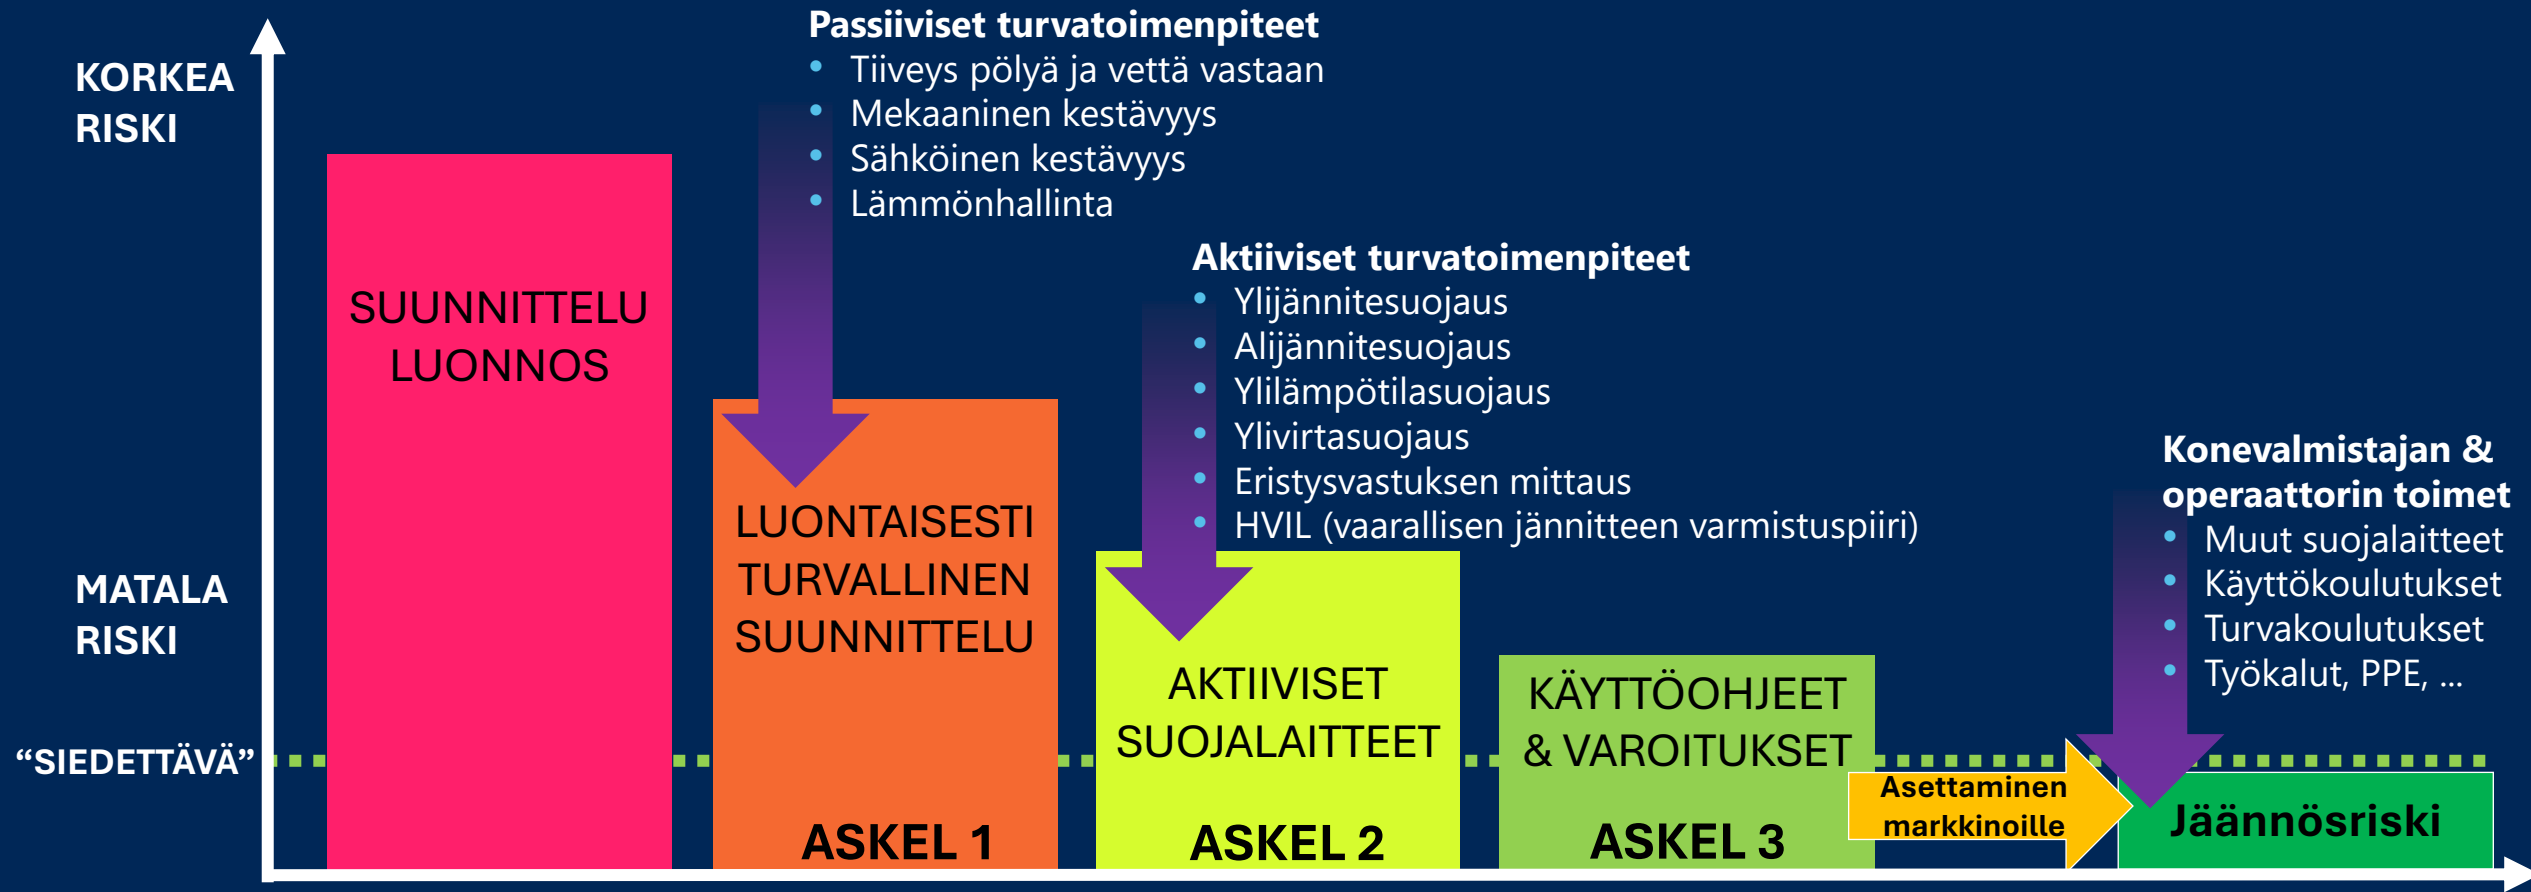 KORKEA
RISKI
MATALA
RISKI
“SIEDETTÄVÄ”
SUUNNITTELU
LUONNOS
Passiiviset turvatoimenpiteet
• Tiiveys pölyä ja vettä vastaan
• Mekaaninen kestävyys
• Sähköinen kestävyys
• Lämmönhallinta
LUONTAISESTI
TURVALLINEN
SUUNNITTELU
ASKEL 1
Aktiiviset turvatoimenpiteet
• Ylijännitesuojaus
• Alijännitesuojaus
• Ylilämpötilasuojaus
• Ylivirtasuojaus
• Eristysvastuksen mittaus
• HVIL (vaarallisen jännitteen varmistuspiiri)
AKTIIVISET
SUOJALAITTEET
ASKEL 2
KÄYTTÖOHJEET
& VAROITUKSET
ASKEL 3
Asettaminen
markkinoille
Konevalmistajan &
operaattorin toimet
• Muut suojalaitteet
• Käyttökoulutukset
• Turvakoulutukset
• Työkalut, PPE, ...
Jäännösriski